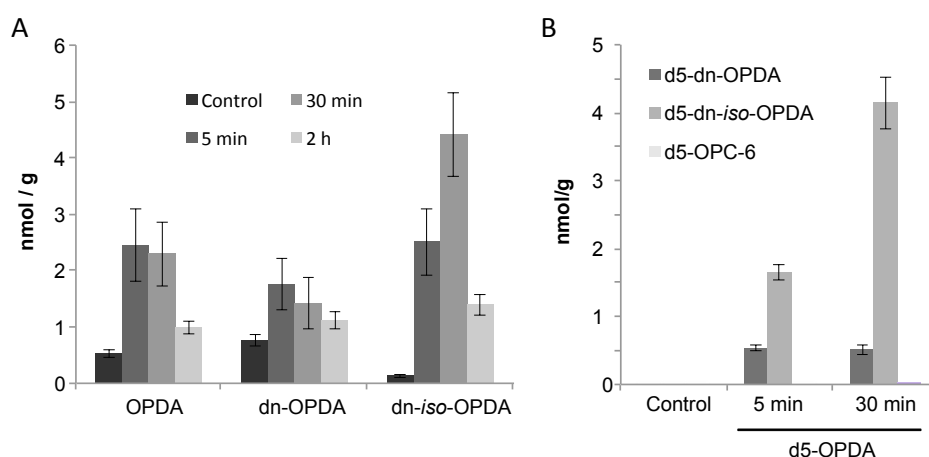 A
nmol / g
6
5
4
3
2
1
0
Control
30 min
5 min
2 h
OPDA
dn-OPDA
dn-iso-OPDA
B
nmol/g
5
4
3
2
1
0
d5-dn-OPDA
d5-dn-iso-OPDA
d5-OPC-6
Control
5 min
30 min
d5-OPDA